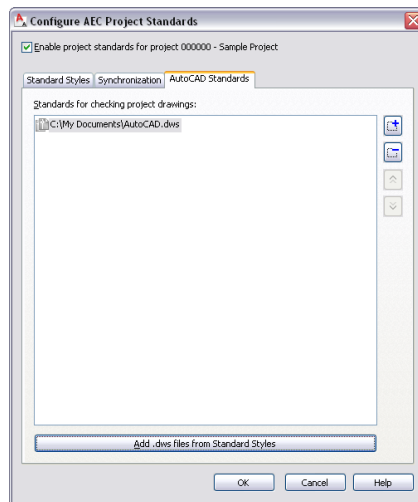 Configure AEC Project Standards
Enable project standards for project 000000 - Sample Project
Standard Styles Synchronization AutoCAD Standards
Standards for checking project drawings:
C:\My Documents\AutoCAD.dws
Add .dws files from Standard Styles
OK Cancel Help